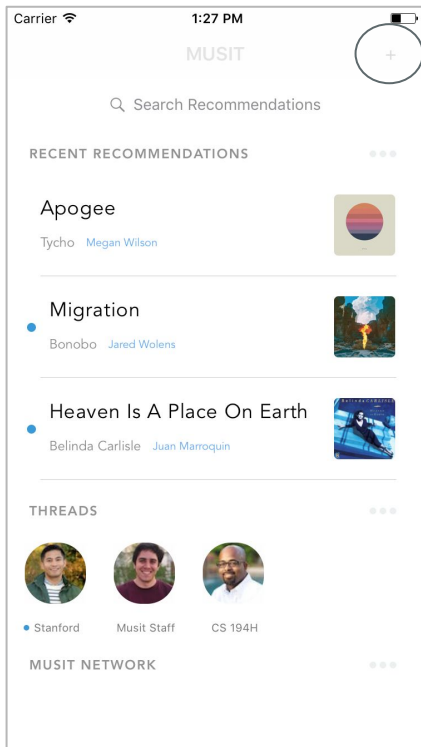 Carrier 1:27 PM
MUSIT +
Search Recommendations
RECENT RECOMMENDATIONS
Apogee
Tycho Megan Wilson
Migration
Bonobo Jared Wolens
Heaven Is A Place On Earth
Belinda Carlisle Juan Marroquin
BelindaCARLISLE
THREADS
Stanford Musit Staff CS 194H
MUSIT NETWORK